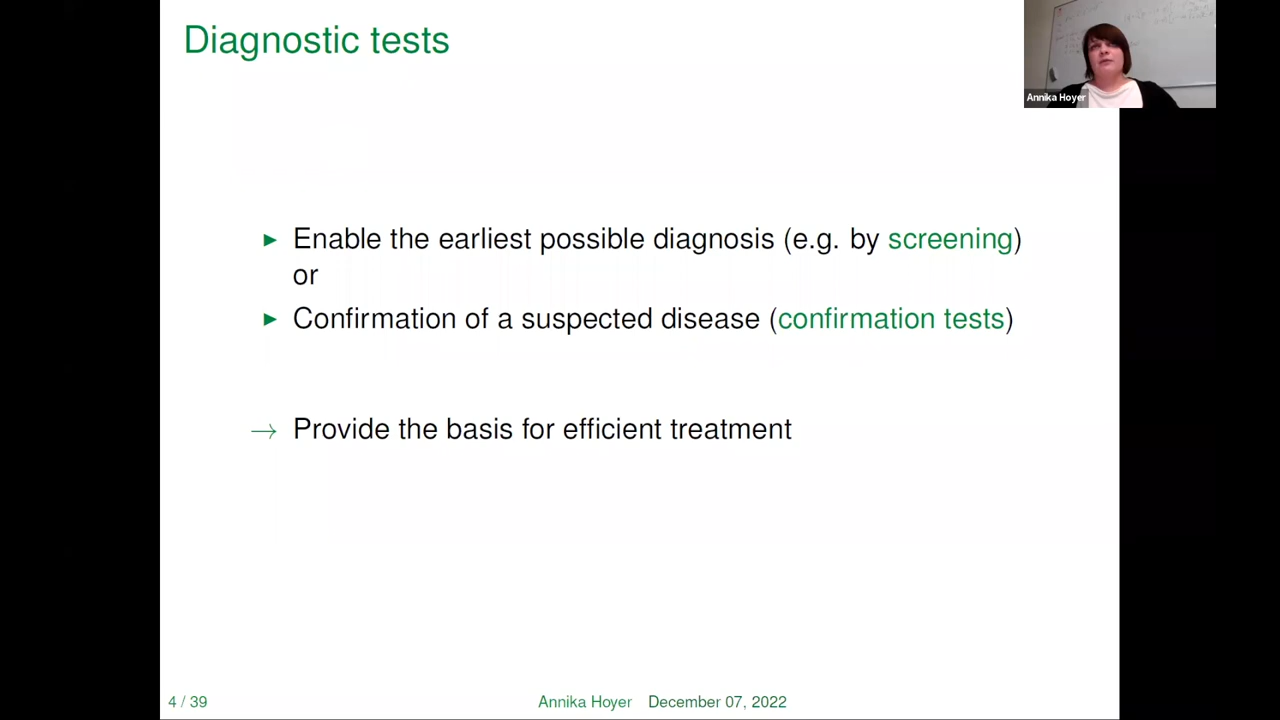 Diagnostic tests
Annika Hoyer
► Enable the earliest possible diagnosis (e.g. by screening)
or
► Confirmation of a suspected disease (confirmation tests)
→ Provide the basis for efficient treatment
4 / 39
Annika Hoyer December 07, 2022